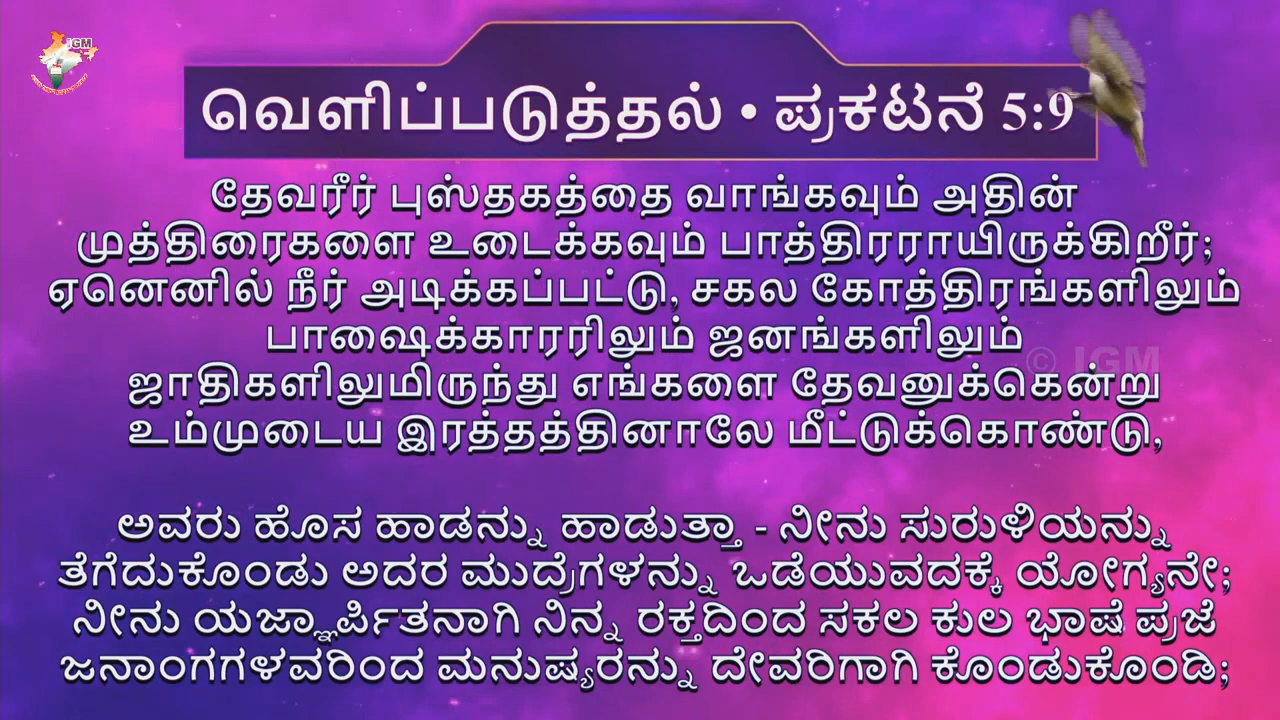 IGM
வெளிப்படுத்தல் • ಪ್ರಕಟನೆ 5:9
தேவரீர் புஸ்தகத்தை வாங்கவும் அதின்
முத்திரைகளை உடைக்கவும் பாத்திரராயிருக்கிறீர்;
ஏனெனில் நீர் அடிக்கப்பட்டு, சகல கோத்திரங்களிலும்
பாஷைக்காரரிலும் ஜனங்களிலும்
© IGM
ஜாதிகளிலுமிருந்து எங்களை தேவனுக்கென்று
உம்முடைய இரத்தத்தினாலே மீட்டுக்கொண்டு,
ಅವರು ಹೊಸ ಹಾಡನ್ನು ಹಾಡುತ್ತಾ - ನೀನು ಸುರುಳಿಯನ್ನು
ತೆಗೆದುಕೊಂಡು ಅದರ ಮುದ್ರೆಗಳನ್ನು ಒಡೆಯುವದಕ್ಕೆ ಯೋಗ್ಯನೇ;
ನೀನು ಯಜ್ಞಾರ್ಪಿತನಾಗಿ ನಿನ್ನ ರಕ್ತದಿಂದ ಸಕಲ ಕುಲ ಭಾಷೆ ಪ್ರಜೆ
ಜನಾಂಗಗಳವರಿಂದ ಮನುಷ್ಯರನ್ನು ದೇವರಿಗಾಗಿ ಕೊಂಡುಕೊಂಡಿ;